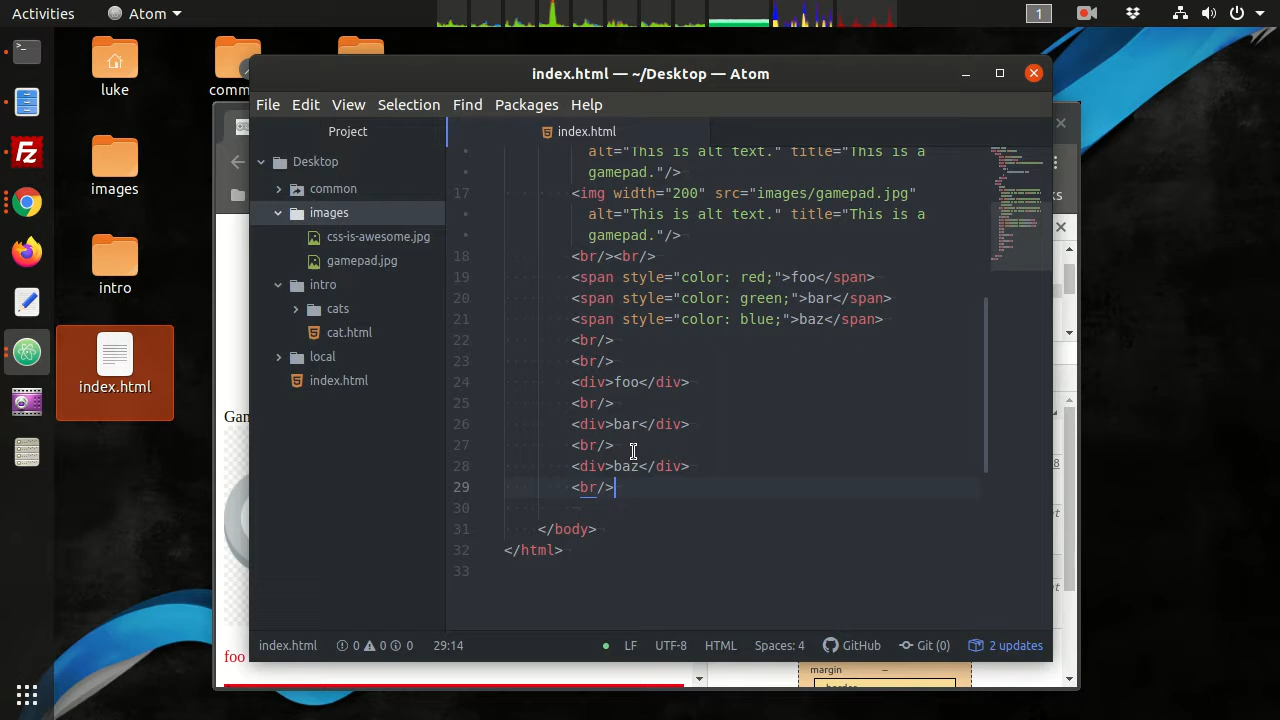 Activities
Atom
1
luke
comm
index.html — ~/Desktop — Atom
File Edit View Selection Find Packages Help
Project
index.html
Desktop
common
images
css-is-awesome.jpg
gamepad.jpg
intro
cats
cat.html
local
index.html
images
intro
index.html
alt="This is alt text." title="This is a
gamepad."/>
17 <img width="200" src="images/gamepad.jpg"
alt="This is alt text." title="This is a
gamepad."/>
18 <br/><br/>
19 <span style="color: red;">foo</span>
20 <span style="color: green;">bar</span>
21 <span style="color: blue;">baz</span>
22 <br/>
23 <br/>
24 <div>foo</div>
25 <br/>
26 <div>bar</div>
27 <br/>
28 <div>baz</div>
29 <br/>
30
31 </body>
32 </html>
33
index.html 0 0 0 29:14 LF UTF-8 HTML Spaces: 4 GitHub Git (0) 2 updates
Gam
foo
margin –